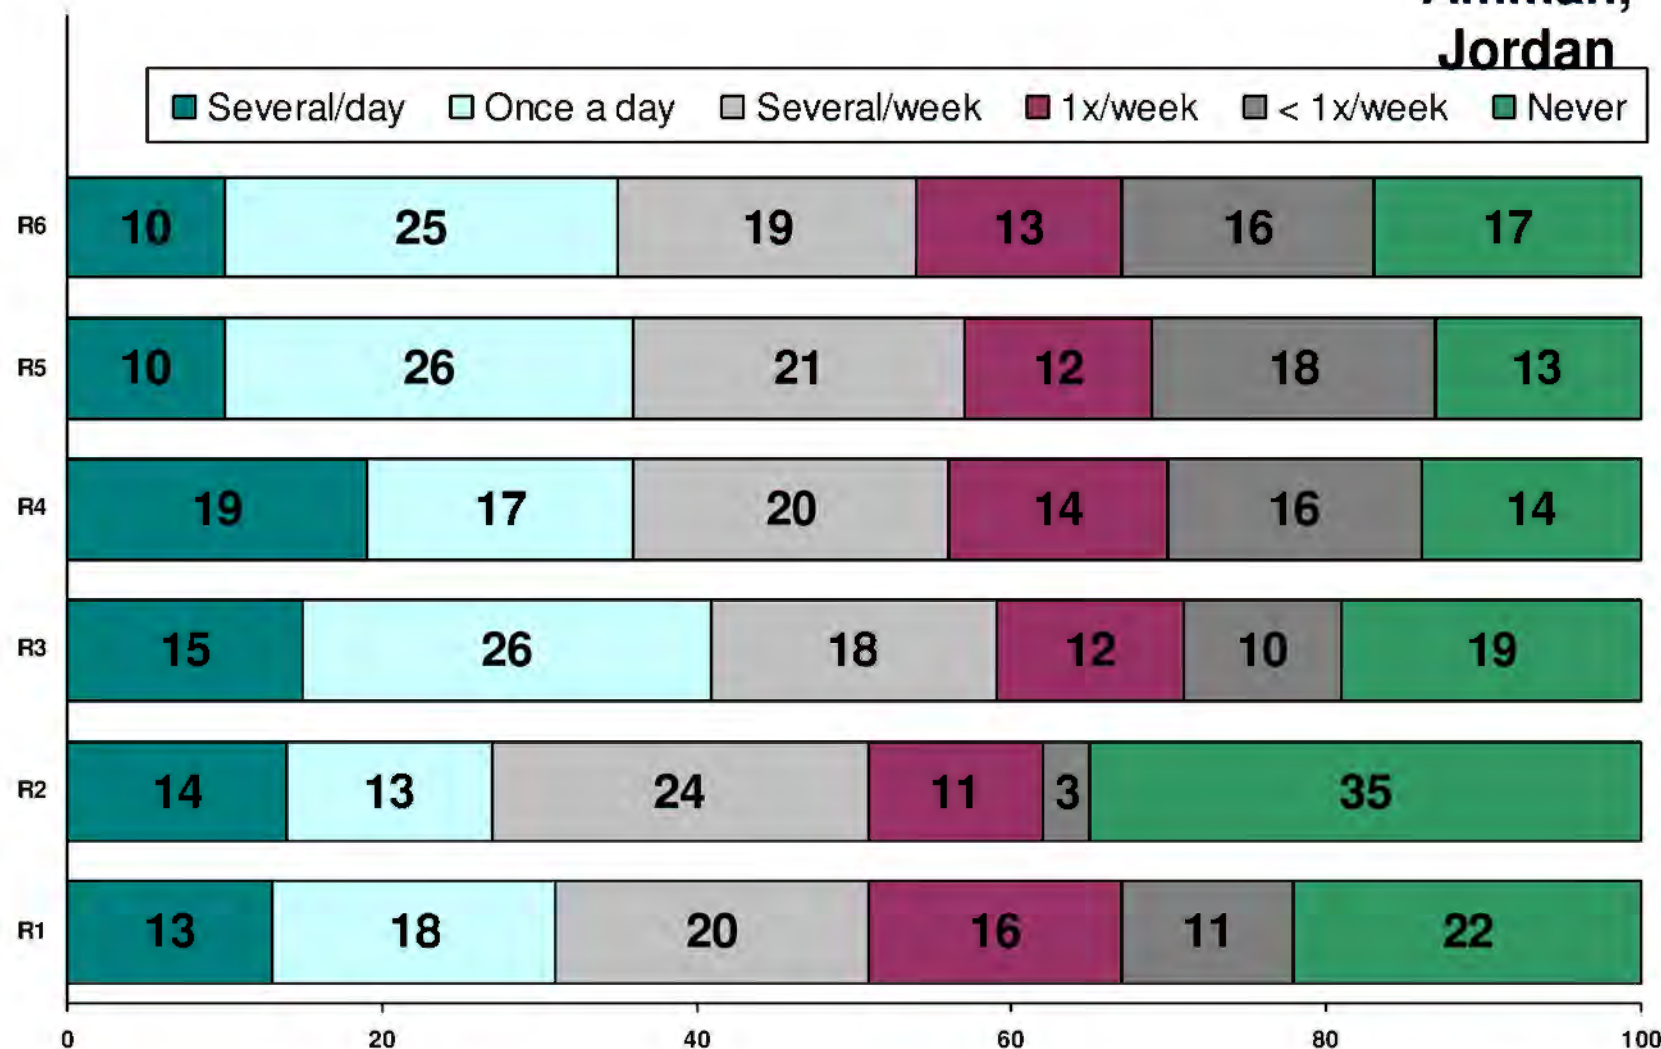 Jordan
Several/day Once a day Several/week 1x/week < 1x/week Never
R6 10 25 19 13 16 17
R5 10 26 21 12 18 13
R4 19 17 20 14 16 14
R3 15 26 18 12 10 19
R2 14 13 24 11 3 35
R1 13 18 20 16 11 22
0 20 40 60 80 100